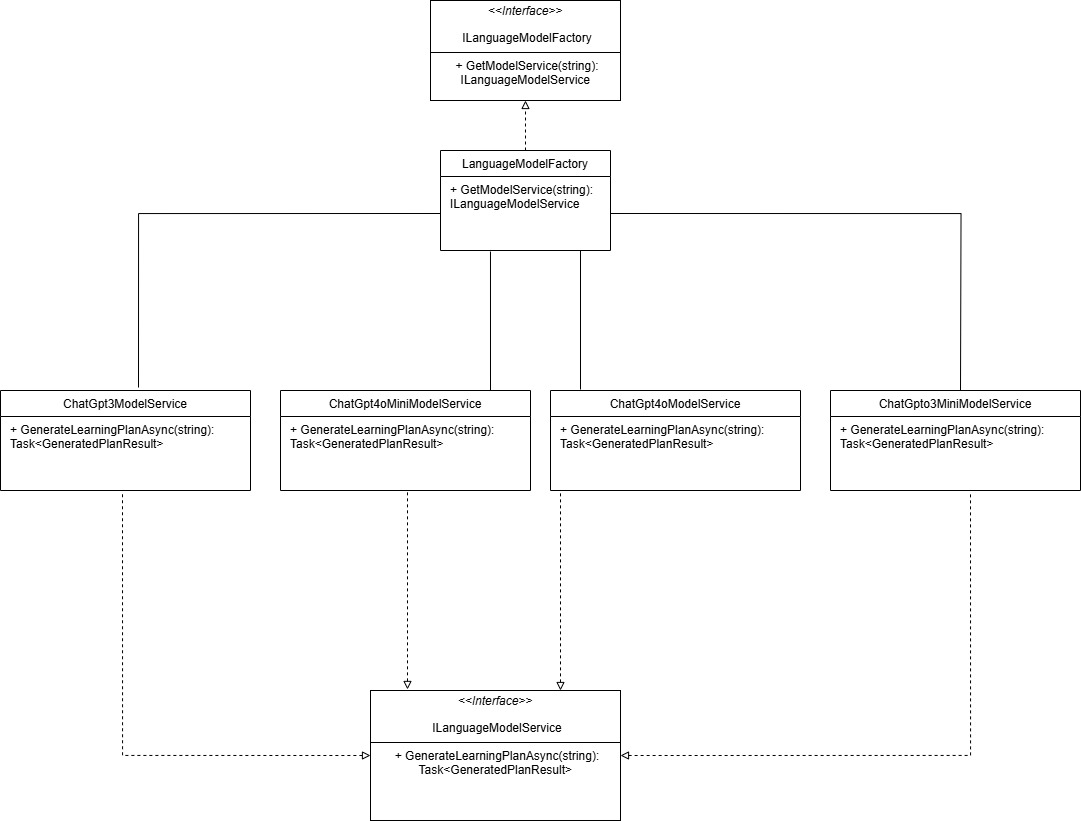 <<Interface>>
ILanguageModelFactory
+ GetModelService(string):
ILanguageModelService
LanguageModelFactory
+ GetModelService(string):
ILanguageModelService
ChatGpt3ModelService
+ GenerateLearningPlanAsync(string):
Task<GeneratedPlanResult>
ChatGpt4oMiniModelService
+ GenerateLearningPlanAsync(string):
Task<GeneratedPlanResult>
ChatGpt4oModelService
+ GenerateLearningPlanAsync(string):
Task<GeneratedPlanResult>
ChatGpto3MiniModelService
+ GenerateLearningPlanAsync(string):
Task<GeneratedPlanResult>
<<Interface>>
ILanguageModelService
+ GenerateLearningPlanAsync(string):
Task<GeneratedPlanResult>